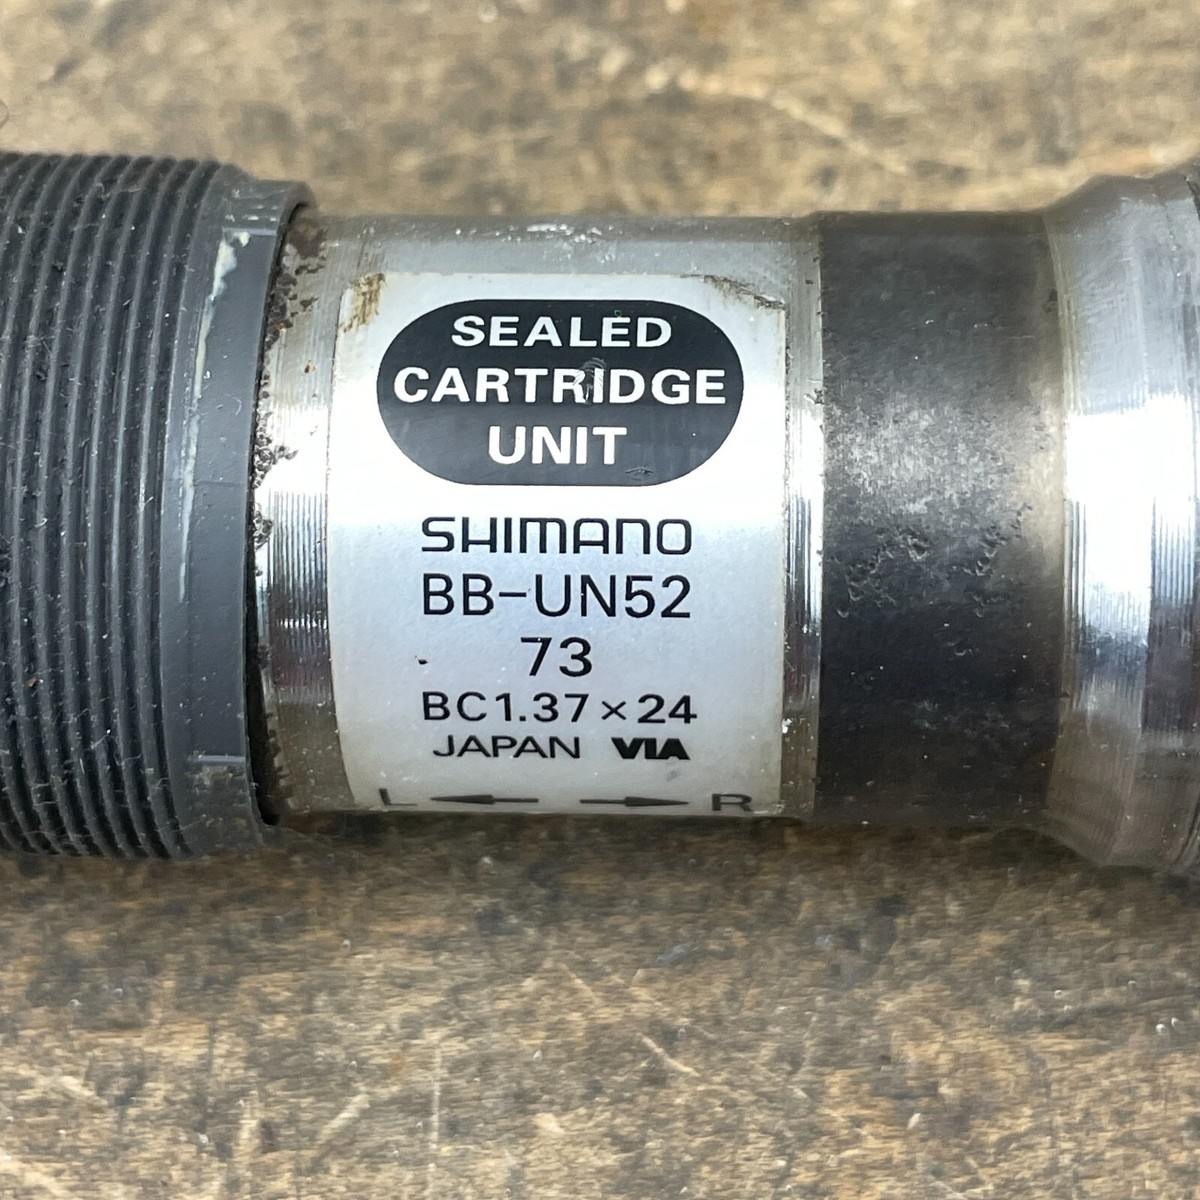 SEALED
CARTRIDGE
UNIT
SHIMANO
BB-UN52
73
BC1.37×24
JAPAN VIA
L ← → R